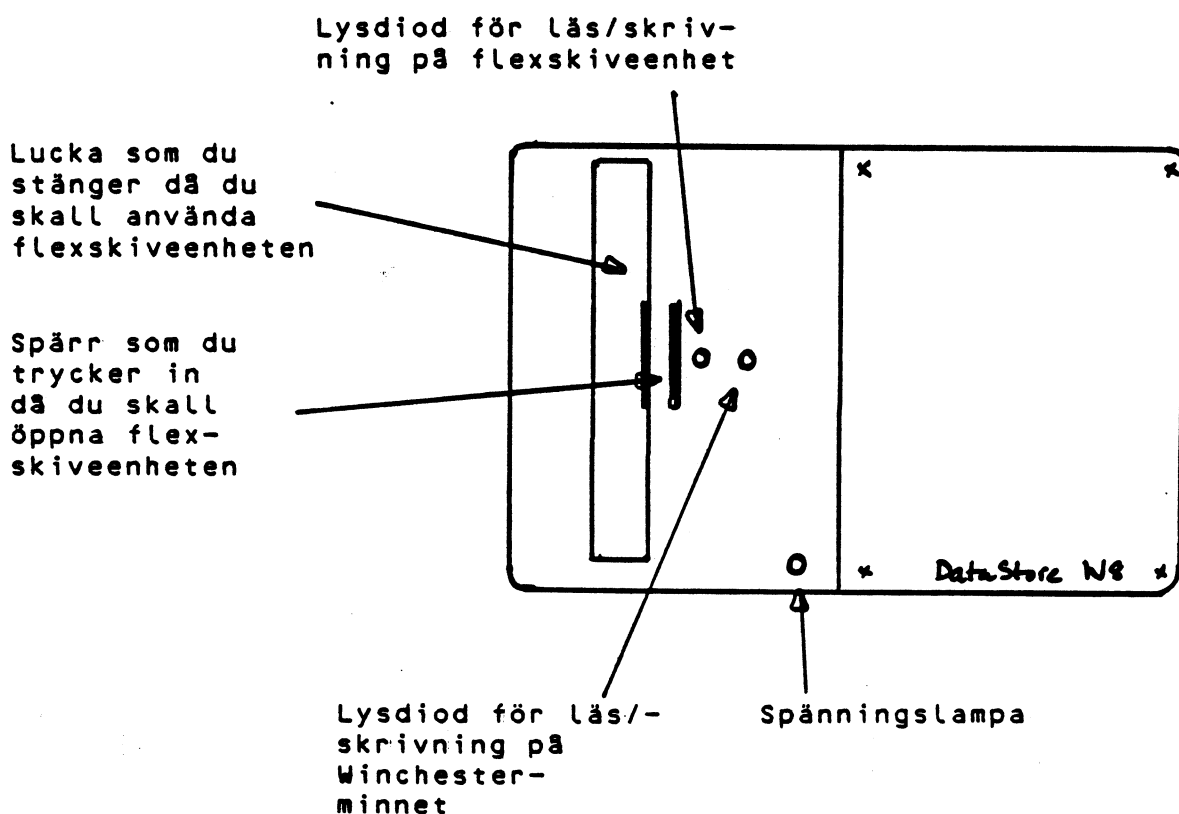 Lysdiod för läs/skriv-
ning på flexskiveenhet
Lucka som du
stänger då du
skall använda
flexskiveenheten
Spärr som du
trycker in
då du skall
öppna flex-
skiveenheten
DataStore W8
Lysdiod för läs/-
skrivning på
Winchester-
minnet
Spänningslampa